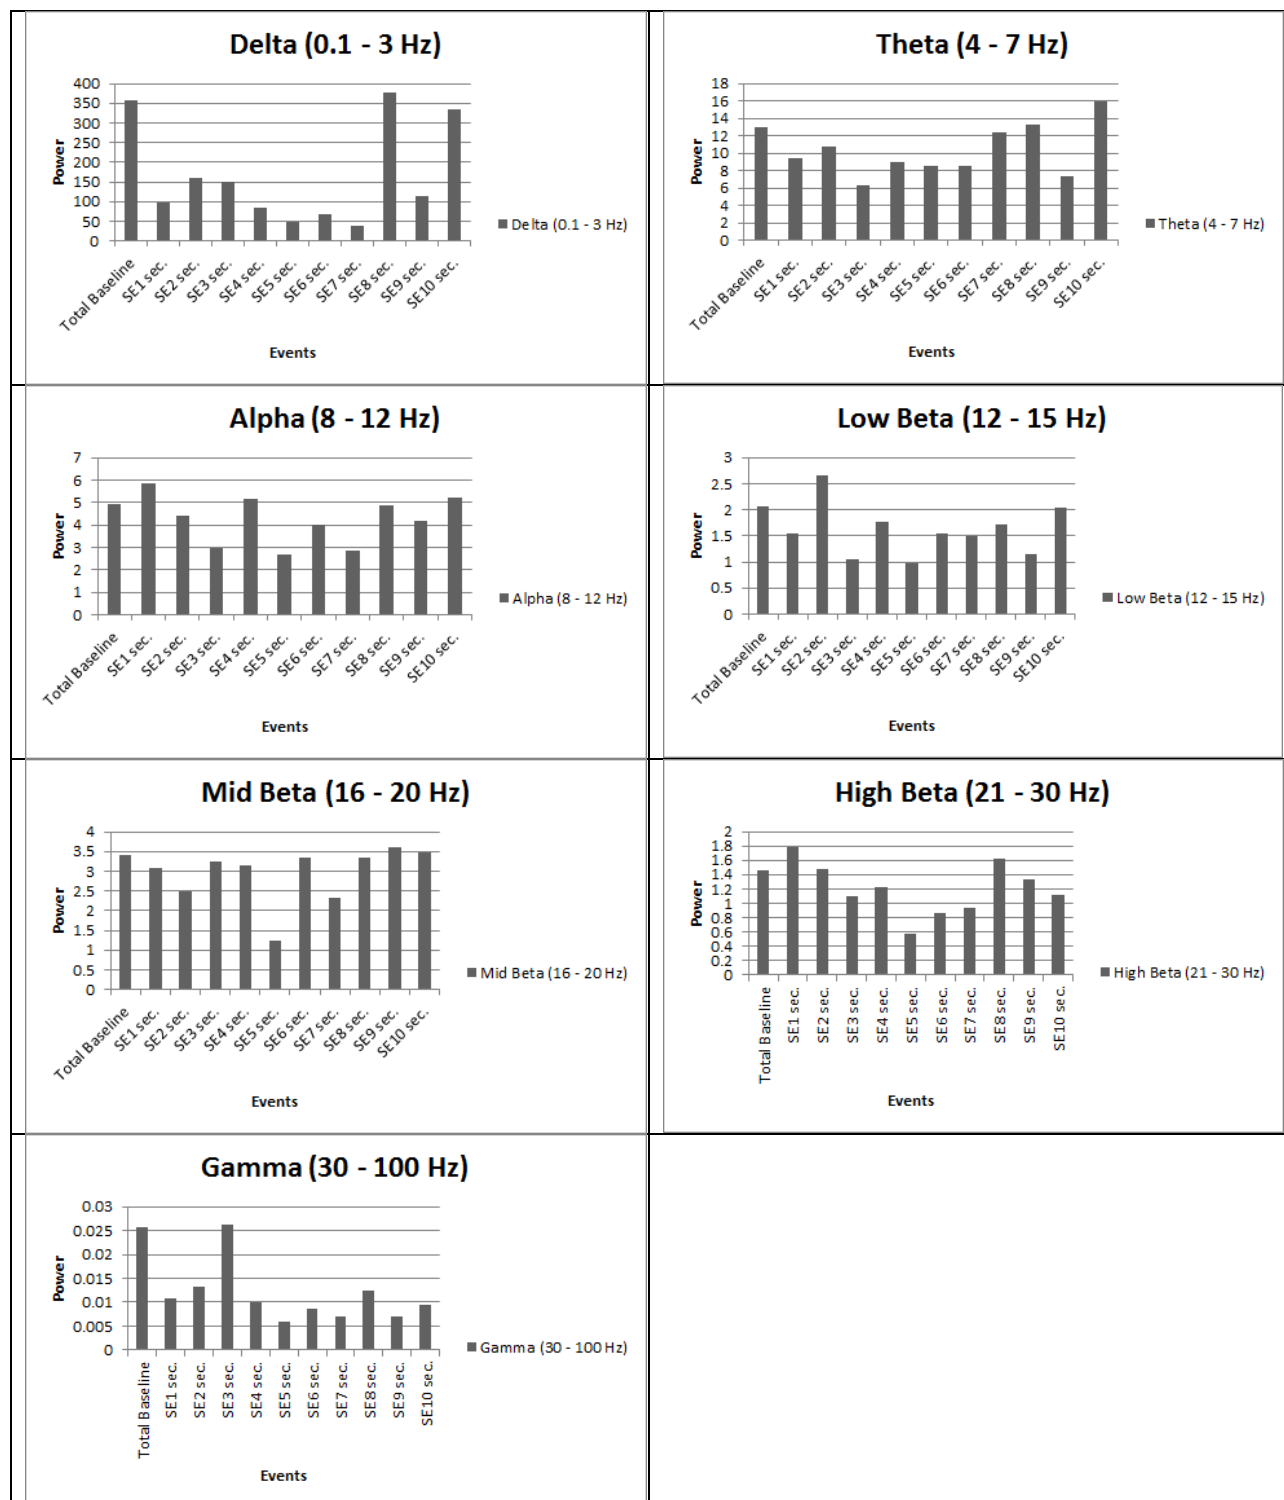 Delta (0.1 - 3 Hz)
400
350
300
250
200
150
100
50
0
Power
Total Baseline
SE1 sec.
SE2 sec.
SE3 sec.
SE4 sec.
SE5 sec.
SE6 sec.
SE7 sec.
SE8 sec.
SE9 sec.
SE10 sec.
Events
Delta (0.1 - 3 Hz)
Theta (4 - 7 Hz)
18
16
14
12
10
8
6
4
2
0
Power
Total Baseline
SE1 sec.
SE2 sec.
SE3 sec.
SE4 sec.
SE5 sec.
SE6 sec.
SE7 sec.
SE8 sec.
SE9 sec.
SE10 sec.
Events
Theta (4 - 7 Hz)
Alpha (8 - 12 Hz)
7
6
5
4
3
2
1
0
Power
Total Baseline
SE1 sec.
SE2 sec.
SE3 sec.
SE4 sec.
SE5 sec.
SE6 sec.
SE7 sec.
SE8 sec.
SE9 sec.
SE10 sec.
Events
Alpha (8 - 12 Hz)
Low Beta (12 - 15 Hz)
3
2.5
2
1.5
1
0.5
0
Power
Total Baseline
SE1 sec.
SE2 sec.
SE3 sec.
SE4 sec.
SE5 sec.
SE6 sec.
SE7 sec.
SE8 sec.
SE9 sec.
SE10 sec.
Events
Low Beta (12 - 15 Hz)
Mid Beta (16 - 20 Hz)
4
3.5
3
2.5
2
1.5
1
0.5
0
Power
Total Baseline
SE1 sec.
SE2 sec.
SE3 sec.
SE4 sec.
SE5 sec.
SE6 sec.
SE7 sec.
SE8 sec.
SE9 sec.
SE10 sec.
Events
Mid Beta (16 - 20 Hz)
High Beta (21 - 30 Hz)
2
1.8
1.6
1.4
1.2
1
0.8
0.6
0.4
0.2
0
Power
Total Baseline
SE1 sec.
SE2 sec.
SE3 sec.
SE4 sec.
SE5 sec.
SE6 sec.
SE7 sec.
SE8 sec.
SE9 sec.
SE10 sec.
Events
High Beta (21 - 30 Hz)
Gamma (30 - 100 Hz)
0.03
0.025
0.02
0.015
0.01
0.005
0
Power
Total Baseline
SE1 sec.
SE2 sec.
SE3 sec.
SE4 sec.
SE5 sec.
SE6 sec.
SE7 sec.
SE8 sec.
SE9 sec.
SE10 sec.
Events
Gamma (30 - 100 Hz)